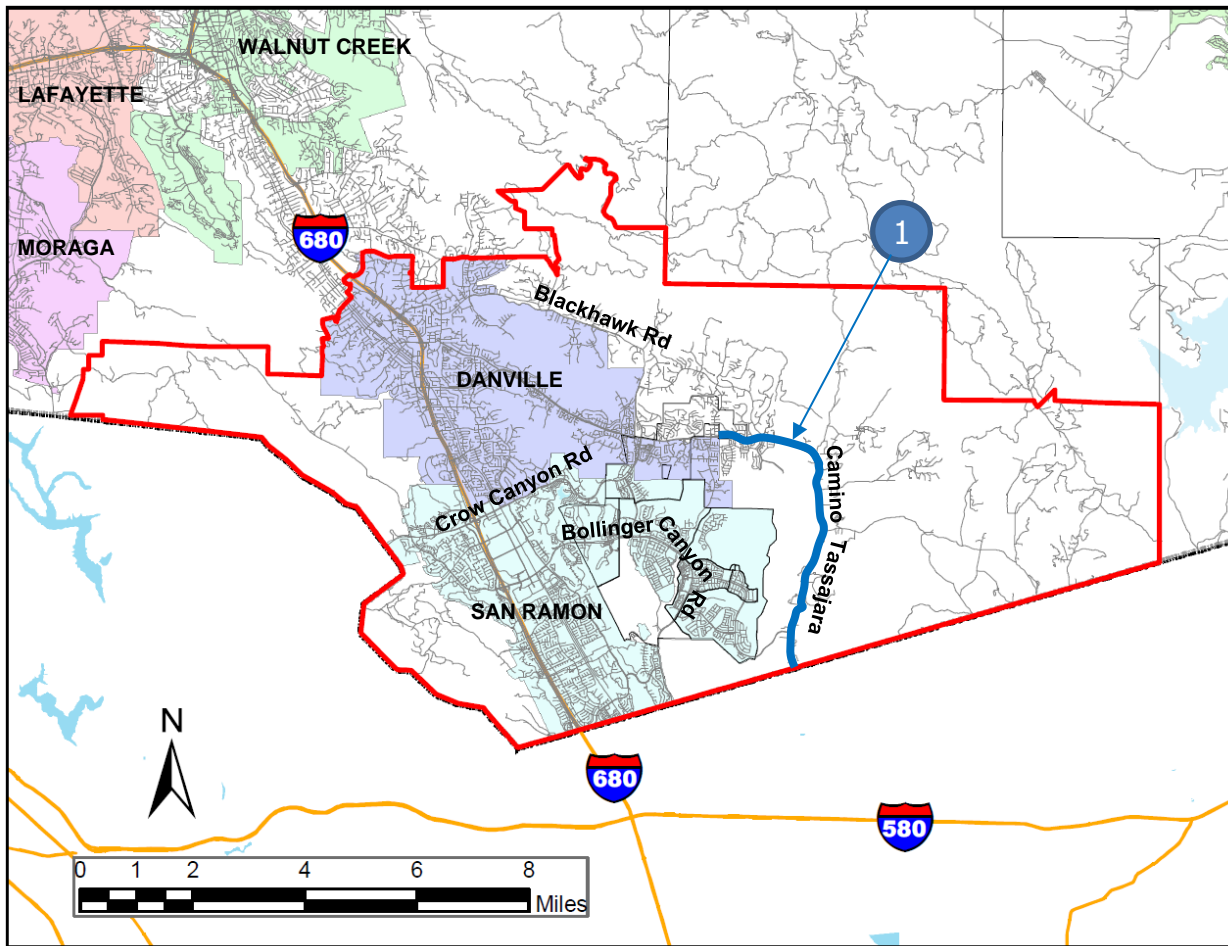 WALNUT CREEK
LAFAYETTE
MORAGA
680
1
Blackhawk Rd
DANVILLE
Crow Canyon Rd
Camino Tassajara
Bollinger Canyon Rd
SAN RAMON
N
680
580
0 1 2 4 6 8
Miles